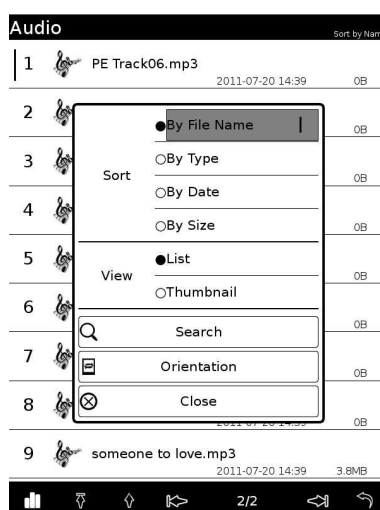 Audio
Sort by Nam
1 PE Track06.mp3
2011-07-20 14:39 0B
2
0B
3
0B
4
0B
5
0B
6
0B
7
0B
8
0B
Sort
By File Name
By Type
By Date
By Size
View
List
Thumbnail
Search
Orientation
Close
9 someone to love.mp3
2011-07-20 14:39 3.8MB
2/2